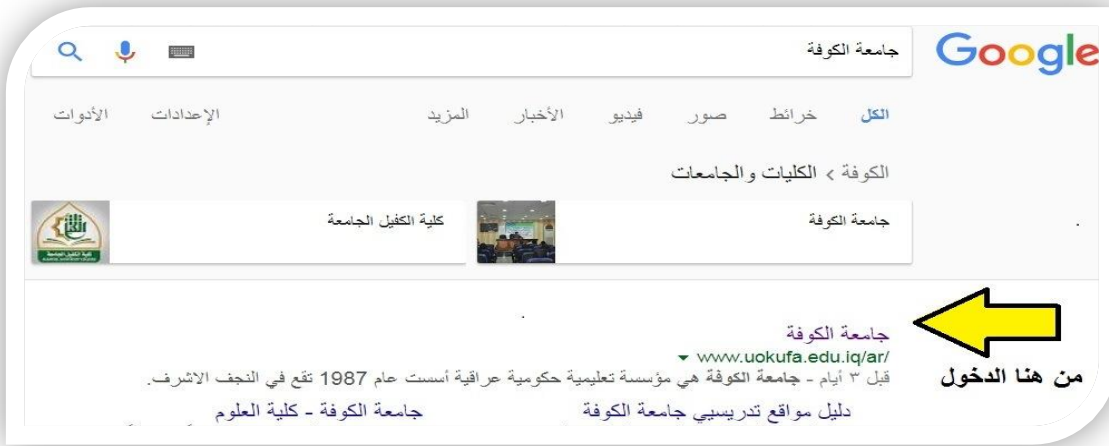 Google
جامعة الكوفة
الكل خرائط صور فيديو الأخبار المزيد الإعدادات الأدوات
الكوفة › الكليات والجامعات
جامعة الكوفة
كلية الكفيل الجامعة
جامعة الكوفة
www.uokufa.edu.iq/ar/
قبل ٣ أيام - جامعة الكوفة هي مؤسسة تعليمية حكومية عراقية أسست عام 1987 تقع في النجف الاشرف.
من هنا الدخول
دليل مواقع تدريسيي جامعة الكوفة
جامعة الكوفة - كلية العلوم